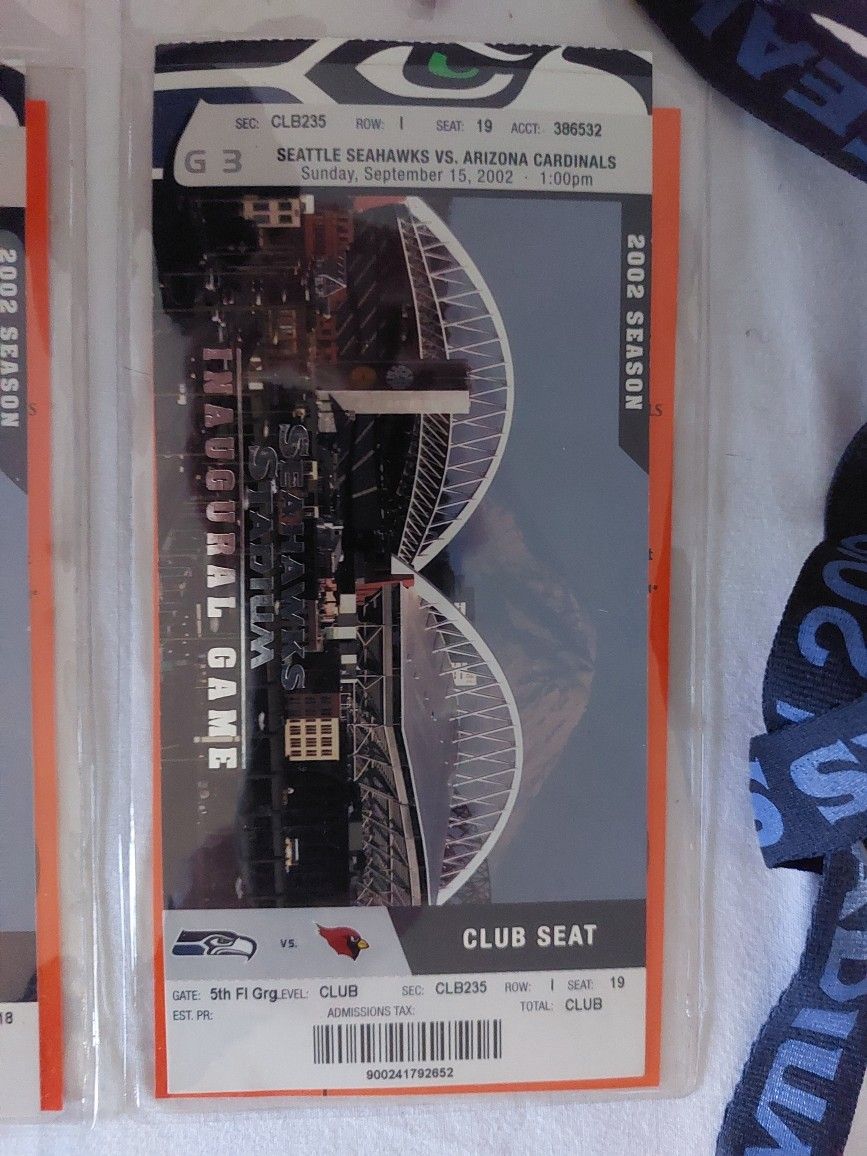 SEC: CLB235 ROW: I SEAT: 19 ACCT: 386532
G 3
SEATTLE SEAHAWKS VS. ARIZONA CARDINALS
Sunday, September 15, 2002 · 1:00pm
2002 SEASON
SEAHAWKS
STADIUM
INAUGURAL GAME
VS.
CLUB SEAT
GATE: 5th Fl Grg LEVEL: CLUB SEC: CLB235 ROW: I SEAT: 19
EST. PR: ADMISSIONS TAX: TOTAL: CLUB
900241792652
2002 SEASON
18